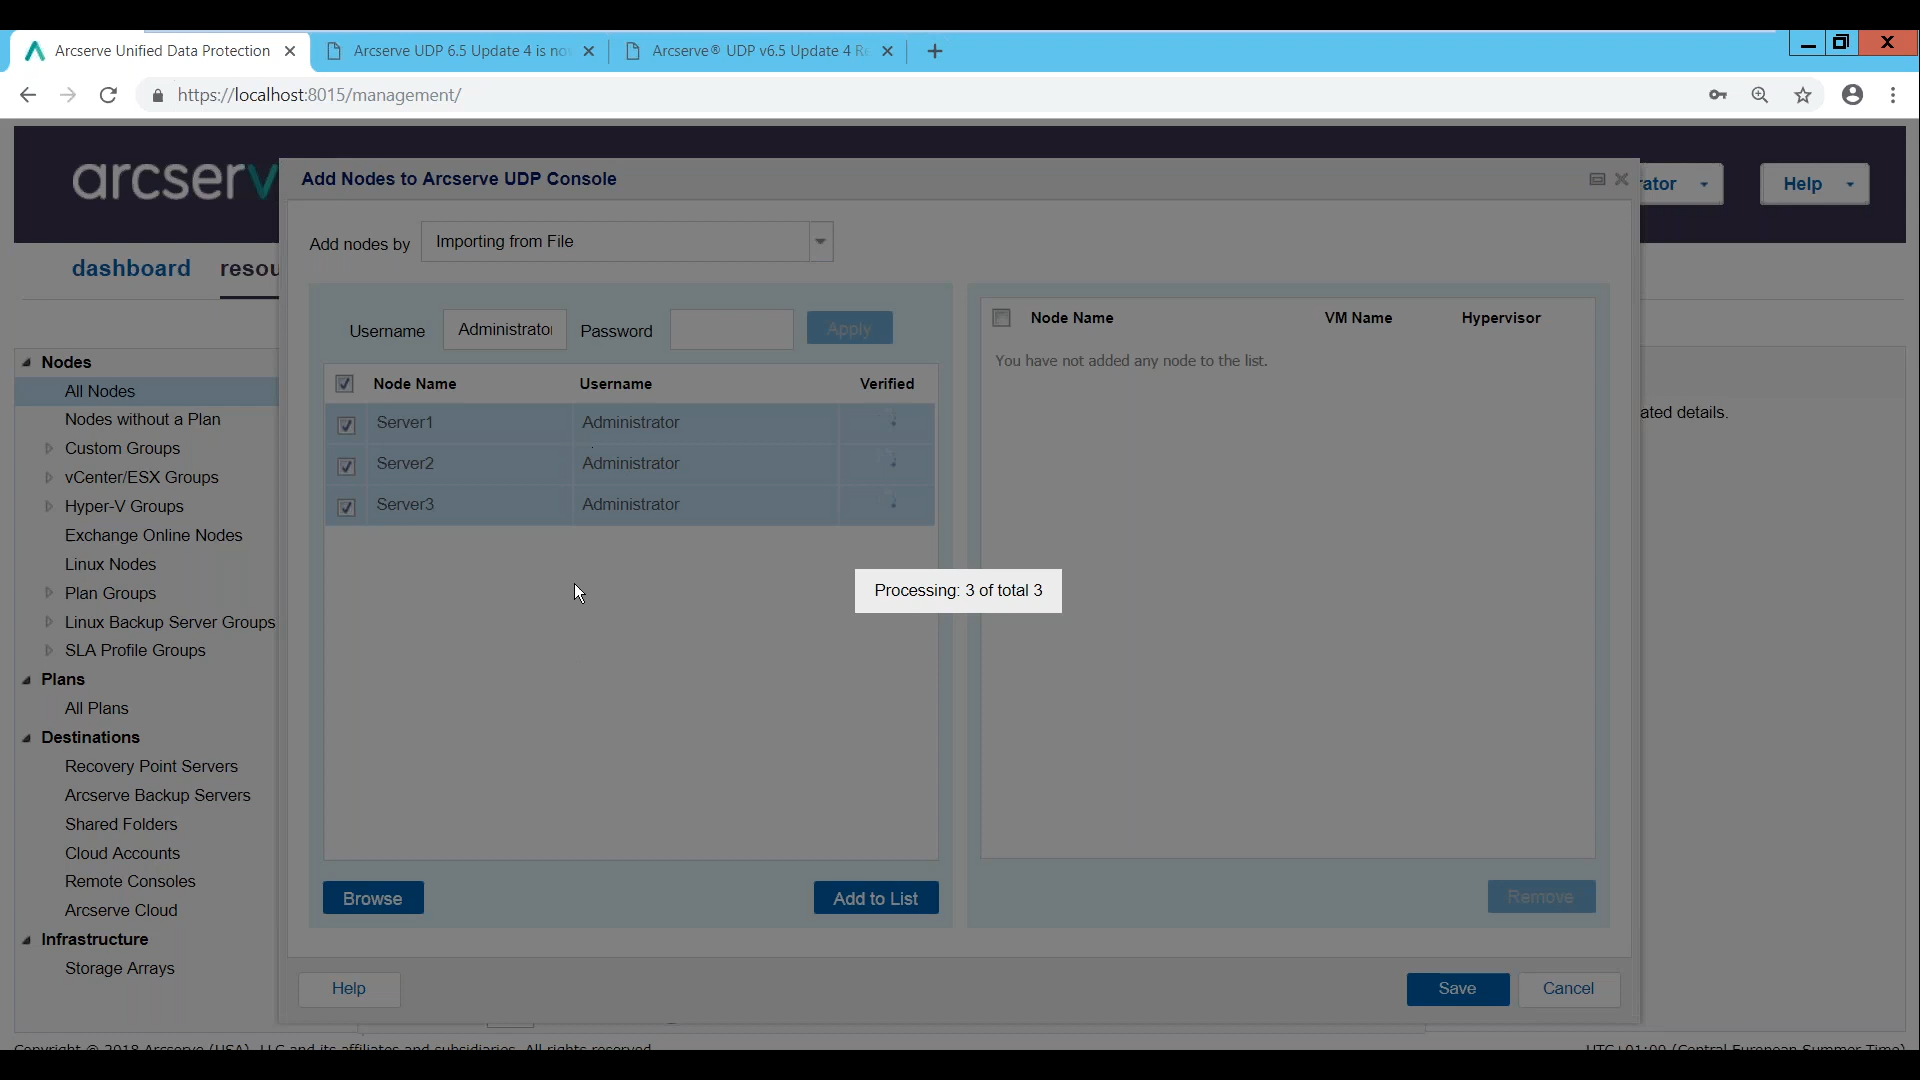 Arcserve Unified Data Protection
Arcserve UDP 6.5 Update 4 is now
Arcserve® UDP v6.5 Update 4 Re
https://localhost:8015/management/
arcserv
Add Nodes to Arcserve UDP Console
rator
Help
dashboard
resou
Add nodes by
Importing from File
Username
Administrator
Password
Apply
Node Name
Username
Verified
Server1
Administrator
Server2
Administrator
Server3
Administrator
Node Name
VM Name
Hypervisor
You have not added any node to the list.
ated details.
Processing: 3 of total 3
Nodes
All Nodes
Nodes without a Plan
Custom Groups
vCenter/ESX Groups
Hyper-V Groups
Exchange Online Nodes
Linux Nodes
Plan Groups
Linux Backup Server Groups
SLA Profile Groups
Plans
All Plans
Destinations
Recovery Point Servers
Arcserve Backup Servers
Shared Folders
Cloud Accounts
Remote Consoles
Arcserve Cloud
Infrastructure
Storage Arrays
Browse
Add to List
Remove
Help
Save
Cancel
Copyright © 2018 Arcserve (USA), LLC and its affiliates and subsidiaries. All rights reserved.
UTC+01:00 (Central European Summer Time)